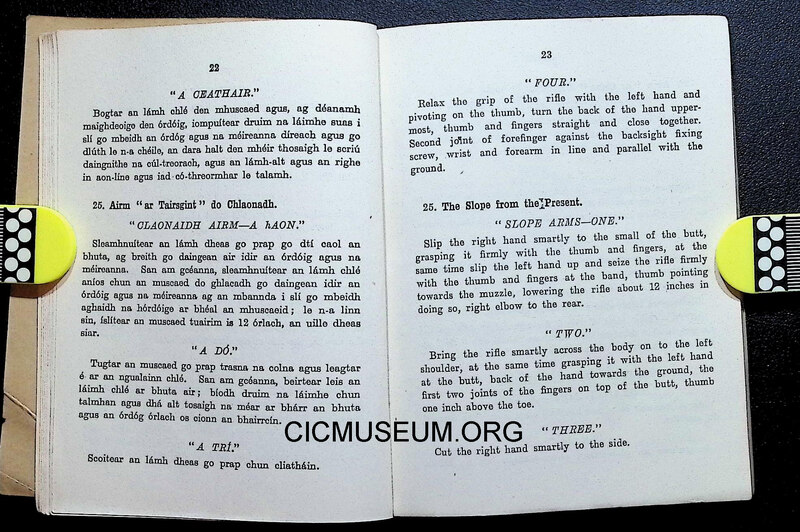 22
"A CEATHAIR."
Bogtar an lámh chlé den mhuscaed agus, ag déanamh
maighdeoige den órdóig, iompuítear druim na láimhe suas i
slí go mbeidh an órdóg agus na méireanna díreach agus go
dlúth le n-a chéile, an dara halt den mhéir thosaigh le scriú
daingnithe na cúl-treorach, agus an lámh-alt agus an righe
in aon-líne agus iad có-threormhar le talamh.
25. Airm "ar Tairsgint" do Chlaonadh.
"CLAONAIDH AIRM—A hAON."
Sleamhnuítear an lámh dheas go prap go dtí caol an
bhuta, ag breith go daingean air idir an órdóig agus na
méireanna. San am gcéanna, sleamhnuítear an lámh chlé
aníos chun an muscaed do ghlacadh go daingean idir an
órdóig agus na méireanna ag an mbannda i slí go mbeidh
aghaidh na hórdóige ar bhéal an mhuscaeid; le n-a linn
sin, íslítear an muscaed tuairim is 12 órlach, an uille dheas
siar.
"A DÓ."
Tugtar an muscaed go prap trasna na colna agus leagtar
é ar an ngualainn chlé. San am gcéanna, beirtear leis an
láimh chlé ar bhuta air; bíodh druim na láimhe chun
talmhan agus dhá alt tosaigh na méar ar bhárr an bhuta
agus an órdóg órlach os cionn an bhairrcín.
"A TRÍ."
Scoitear an lámh dheas go prap chun cliatháin.
23
"FOUR."
Relax the grip of the rifle with the left hand and
pivoting on the thumb, turn the back of the hand upper-
most, thumb and fingers straight and close together.
Second joint of forefinger against the backsight fixing
screw, wrist and forearm in line and parallel with the
ground.
25. The Slope from the Present.
"SLOPE ARMS—ONE."
Slip the right hand smartly to the small of the butt,
grasping it firmly with the thumb and fingers, at the
same time slip the left hand up and seize the rifle firmly
with the thumb and fingers at the band, thumb pointing
towards the muzzle, lowering the rifle about 12 inches in
doing so, right elbow to the rear.
"TWO."
Bring the rifle smartly across the body on to the left
shoulder, at the same time grasping it with the left hand
at the butt, back of the hand towards the ground, the
first two joints of the fingers on top of the butt, thumb
one inch above the toe.
"THREE."
Cut the right hand smartly to the side.
CICMUSEUM.ORG